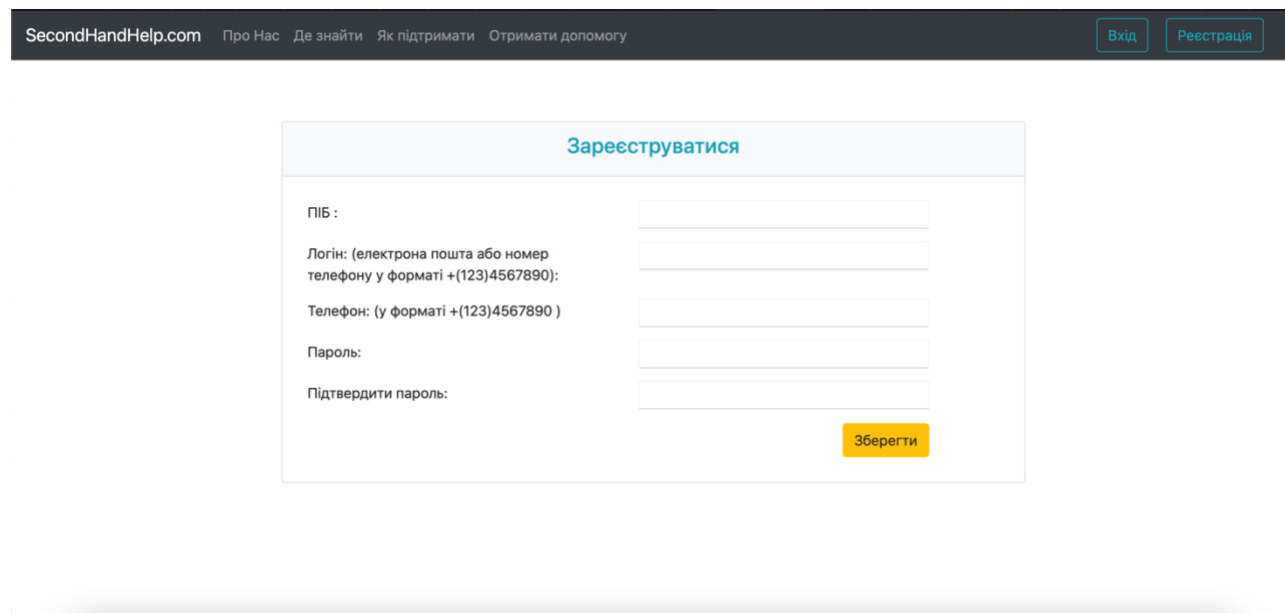 SecondHandHelp.com Про Нас Де знайти Як підтримати Отримати допомогу Вхід Реєстрація
Зареєструватися
ПІБ :
Логін: (електрона пошта або номер
телефону у форматі +(123)4567890):
Телефон: (у форматі +(123)4567890 )
Пароль:
Підтвердити пароль:
Зберегти